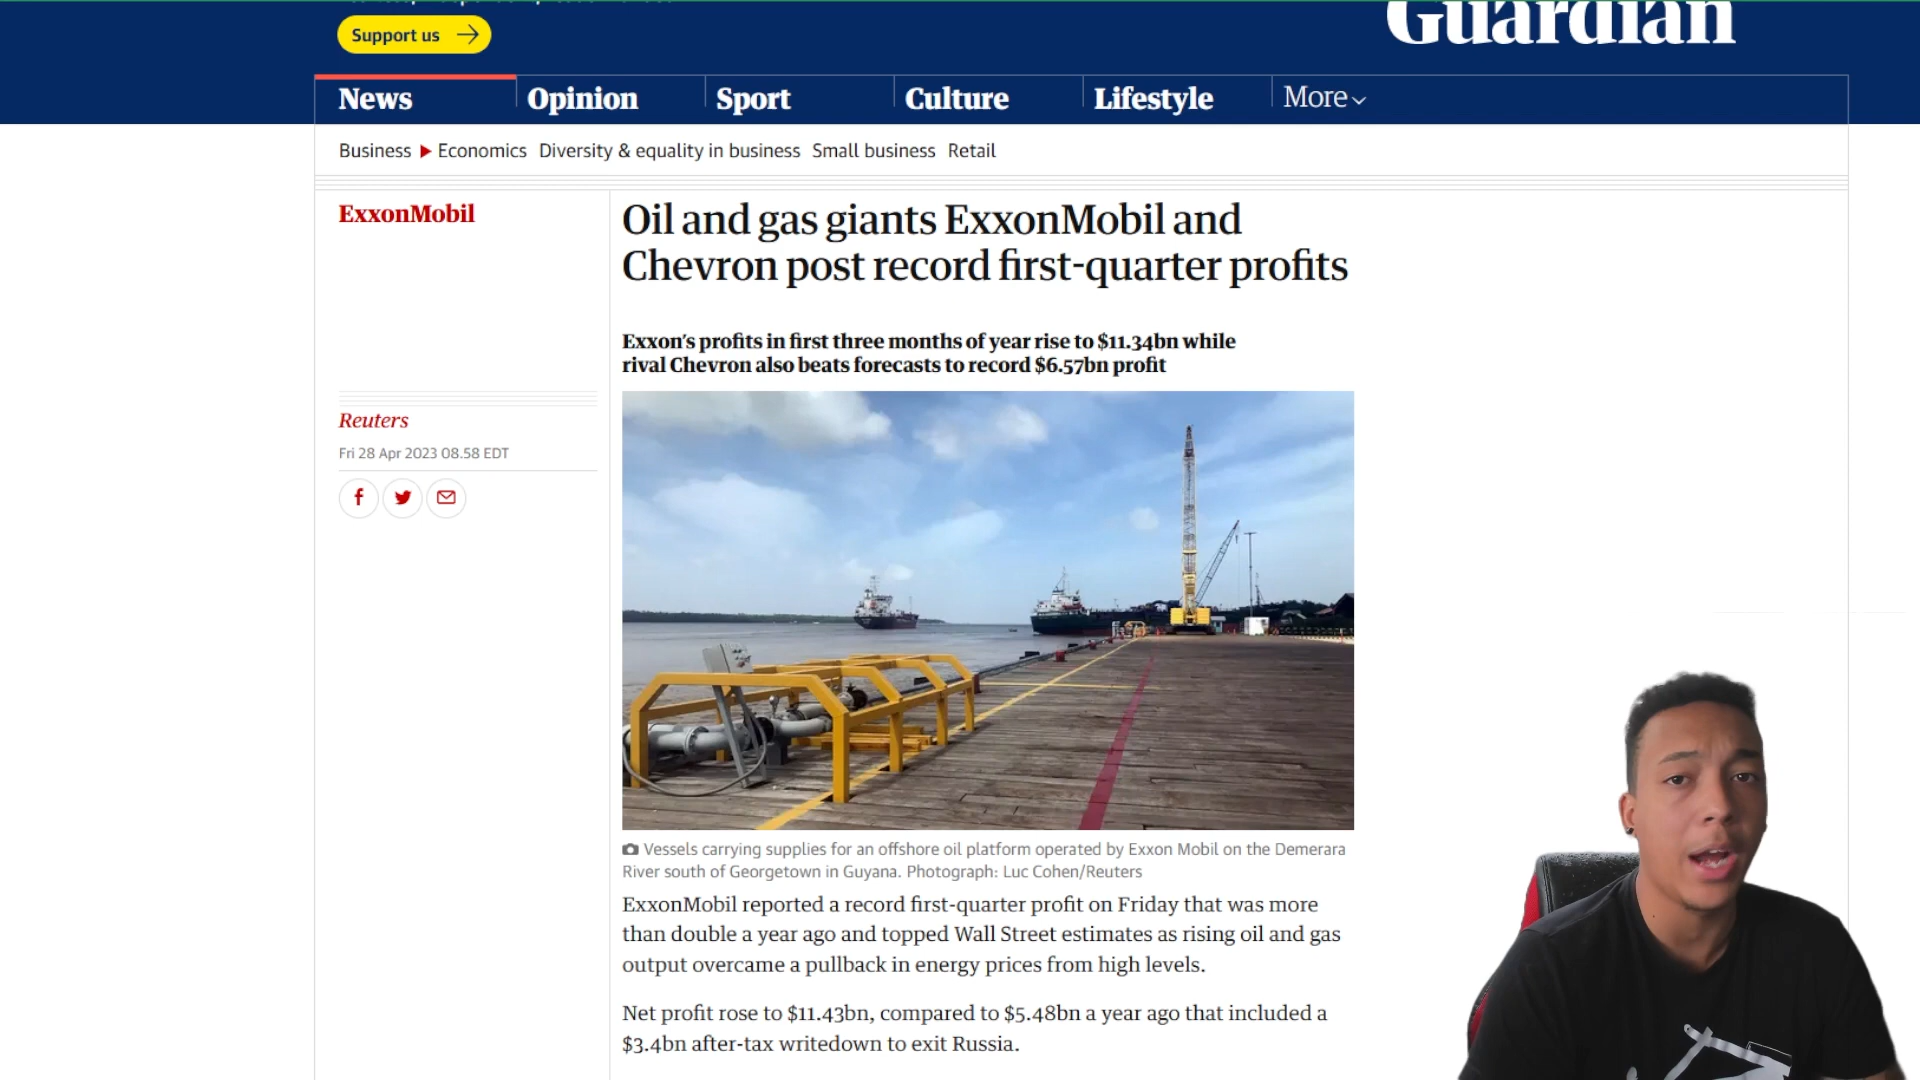 Support us
Guardian
News
Opinion
Sport
Culture
Lifestyle
More
Business
Economics
Diversity & equality in business
Small business
Retail
ExxonMobil
Oil and gas giants ExxonMobil and
Chevron post record first-quarter profits
Exxon's profits in first three months of year rise to $11.34bn while
rival Chevron also beats forecasts to record $6.57bn profit
Reuters
Fri 28 Apr 2023 08.58 EDT
Vessels carrying supplies for an offshore oil platform operated by Exxon Mobil on the Demerara
River south of Georgetown in Guyana. Photograph: Luc Cohen/Reuters
ExxonMobil reported a record first-quarter profit on Friday that was more
than double a year ago and topped Wall Street estimates as rising oil and gas
output overcame a pullback in energy prices from high levels.
Net profit rose to $11.43bn, compared to $5.48bn a year ago that included a
$3.4bn after-tax writedown to exit Russia.